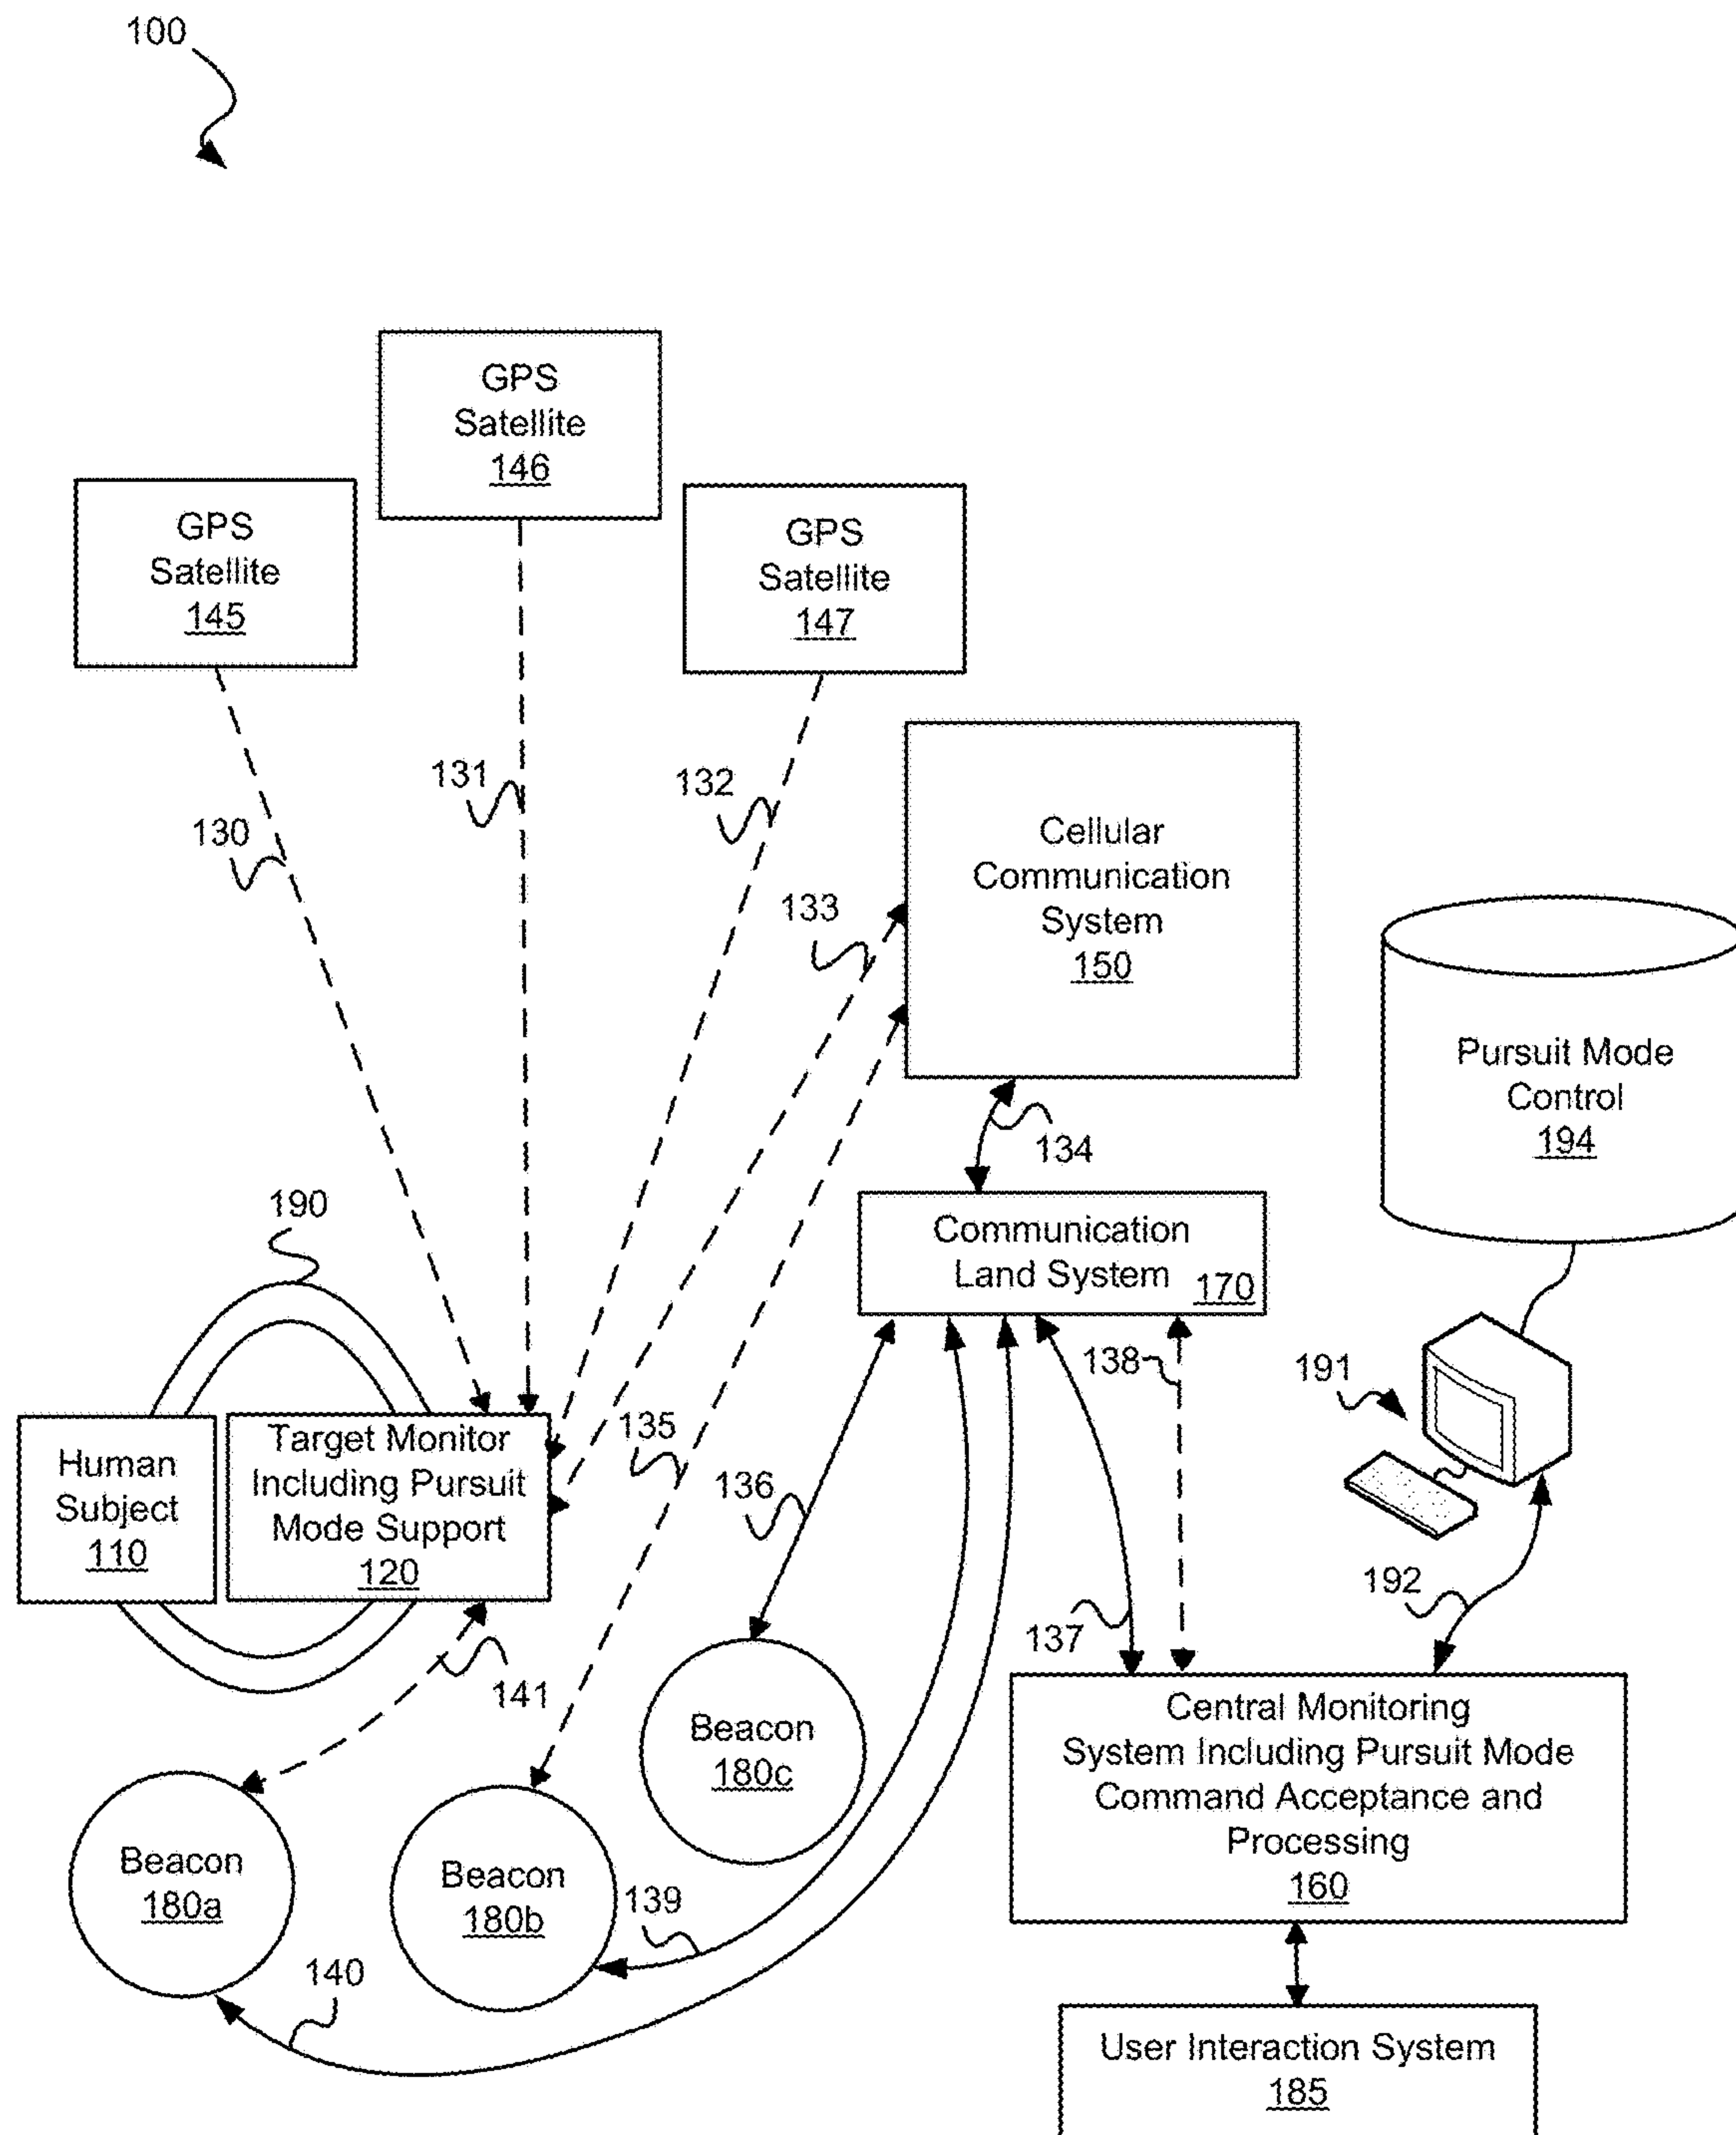 100
GPS
Satellite
146
GPS
Satellite
145
GPS
Satellite
147
131
132
130
133
Cellular
Communication
System
150
Pursuit Mode
Control
194
134
190
Communication
Land System
170
138
191
135
136
Human
Subject
110
Target Monitor
Including Pursuit
Mode Support
120
192
137
141
Beacon
180c
Central Monitoring
System Including Pursuit Mode
Command Acceptance and
Processing
160
Beacon
180a
Beacon
180b
139
140
User Interaction System
185